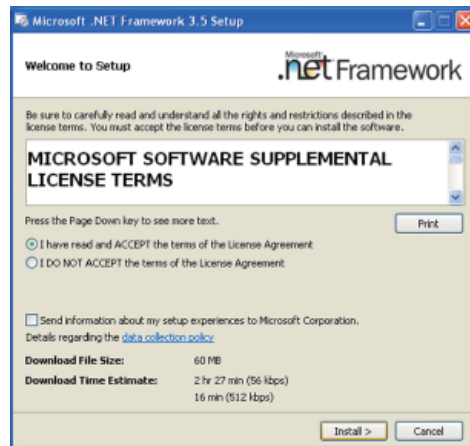 Microsoft .NET Framework 3.5 Setup
Welcome to Setup
Microsoft
.net Framework
Be sure to carefully read and understand all the rights and restrictions described in the
license terms. You must accept the license terms before you can install the software.
MICROSOFT SOFTWARE SUPPLEMENTAL
LICENSE TERMS
Press the Page Down key to see more text.
Print
I have read and ACCEPT the terms of the License Agreement
I DO NOT ACCEPT the terms of the License Agreement
Send information about my setup experiences to Microsoft Corporation.
Details regarding the data collection policy
Download File Size: 60 MB
Download Time Estimate: 2 hr 27 min (56 kbps)
16 min (512 kbps)
Install > Cancel